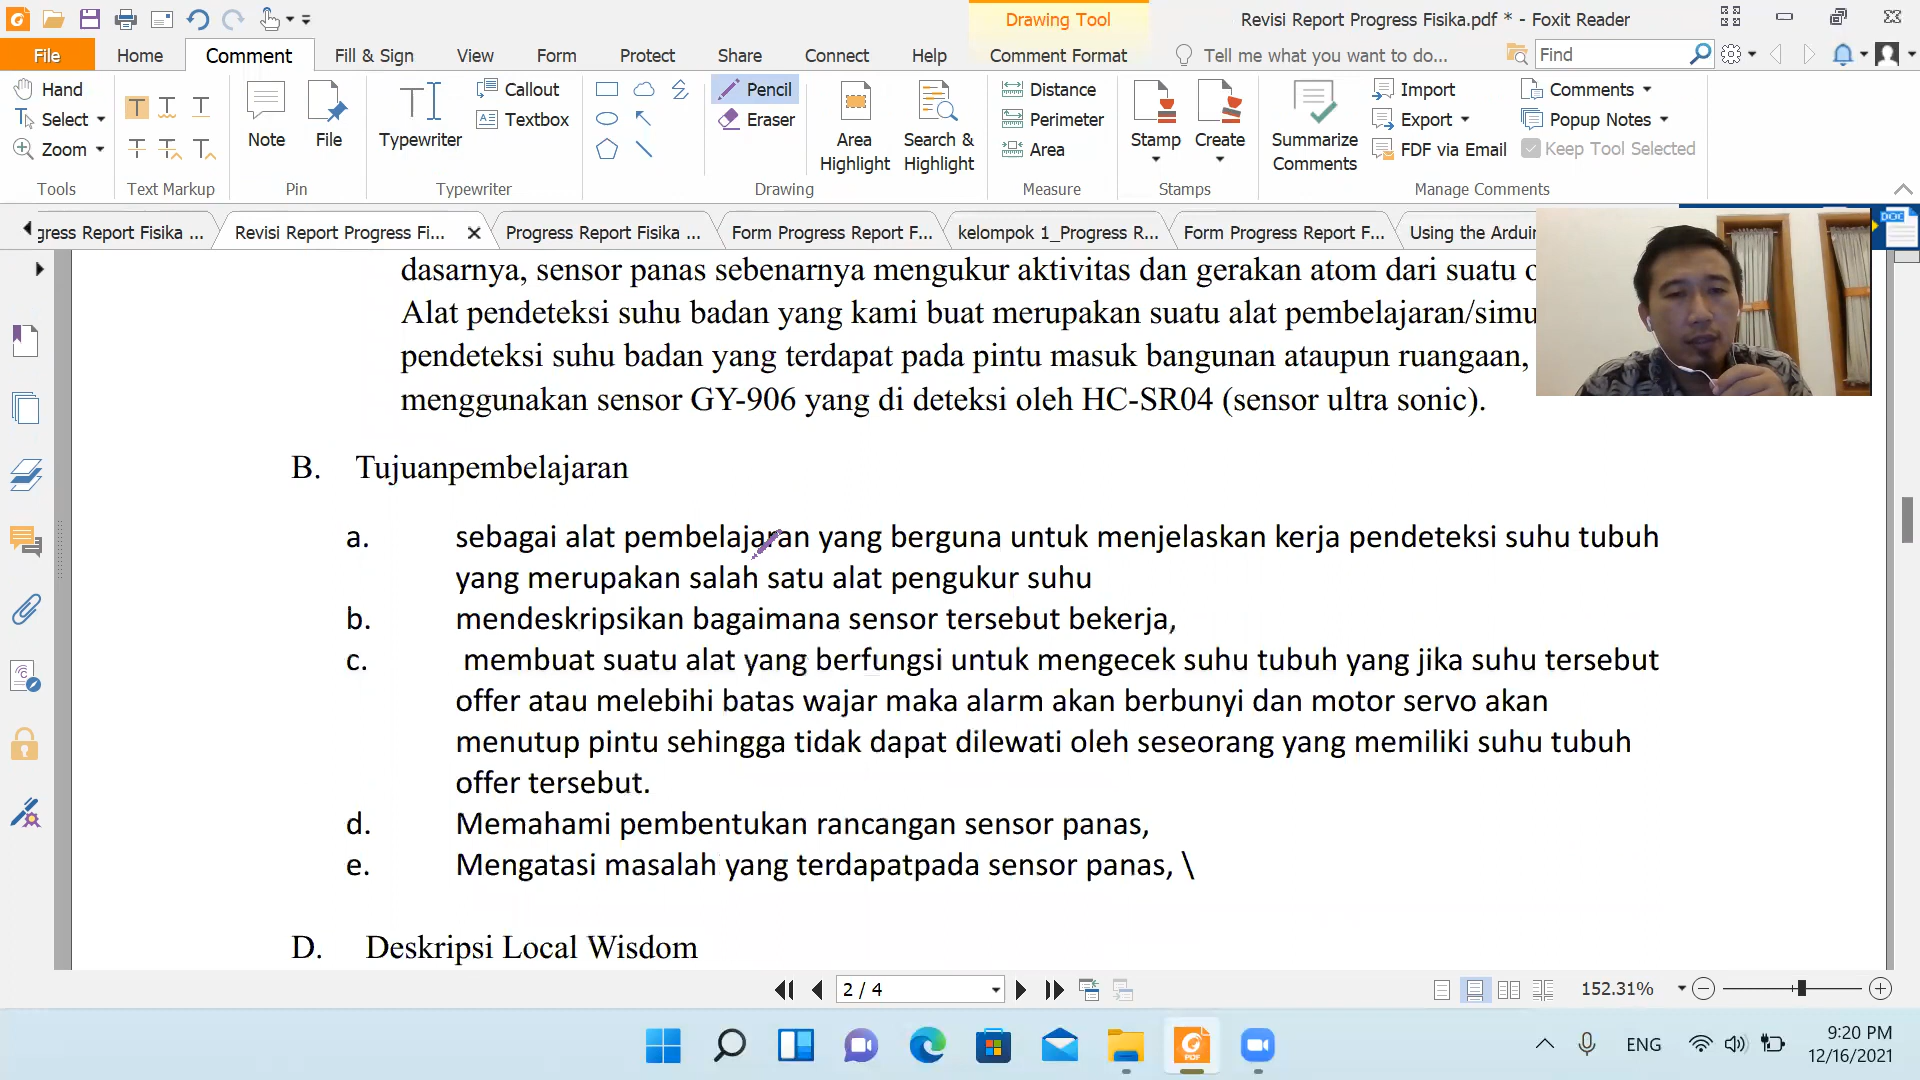 Drawing Tool
Revisi Report Progress Fisika.pdf * - Foxit Reader
File Home Comment Fill & Sign View Form Protect Share Connect Help Comment Format Tell me what you want to do... Find
Hand
Select
Zoom
Tools
Text Markup
Note
File
Pin
Typewriter
Callout
Textbox
Typewriter
Pencil
Eraser
Drawing
Area Highlight
Search & Highlight
Distance
Perimeter
Area
Measure
Stamp
Create
Stamps
Summarize Comments
Import
Export
FDF via Email
Comments
Popup Notes
Keep Tool Selected
Manage Comments
gress Report Fisika ... Revisi Report Progress Fi... Progress Report Fisika ... Form Progress Report F... kelompok 1_Progress R... Form Progress Report F... Using the Arduin
DOC
dasarnya, sensor panas sebenarnya mengukur aktivitas dan gerakan atom dari suatu o
Alat pendeteksi suhu badan yang kami buat merupakan suatu alat pembelajaran/simu
pendeteksi suhu badan yang terdapat pada pintu masuk bangunan ataupun ruangaan,
menggunakan sensor GY-906 yang di deteksi oleh HC-SR04 (sensor ultra sonic).
B. Tujuanpembelajaran
a. sebagai alat pembelajaran yang berguna untuk menjelaskan kerja pendeteksi suhu tubuh
yang merupakan salah satu alat pengukur suhu
b. mendeskripsikan bagaimana sensor tersebut bekerja,
c. membuat suatu alat yang berfungsi untuk mengecek suhu tubuh yang jika suhu tersebut
offer atau melebihi batas wajar maka alarm akan berbunyi dan motor servo akan
menutup pintu sehingga tidak dapat dilewati oleh seseorang yang memiliki suhu tubuh
offer tersebut.
d. Memahami pembentukan rancangan sensor panas,
e. Mengatasi masalah yang terdapatpada sensor panas, \
D. Deskripsi Local Wisdom
2 / 4
152.31%
ENG
9:20 PM
12/16/2021